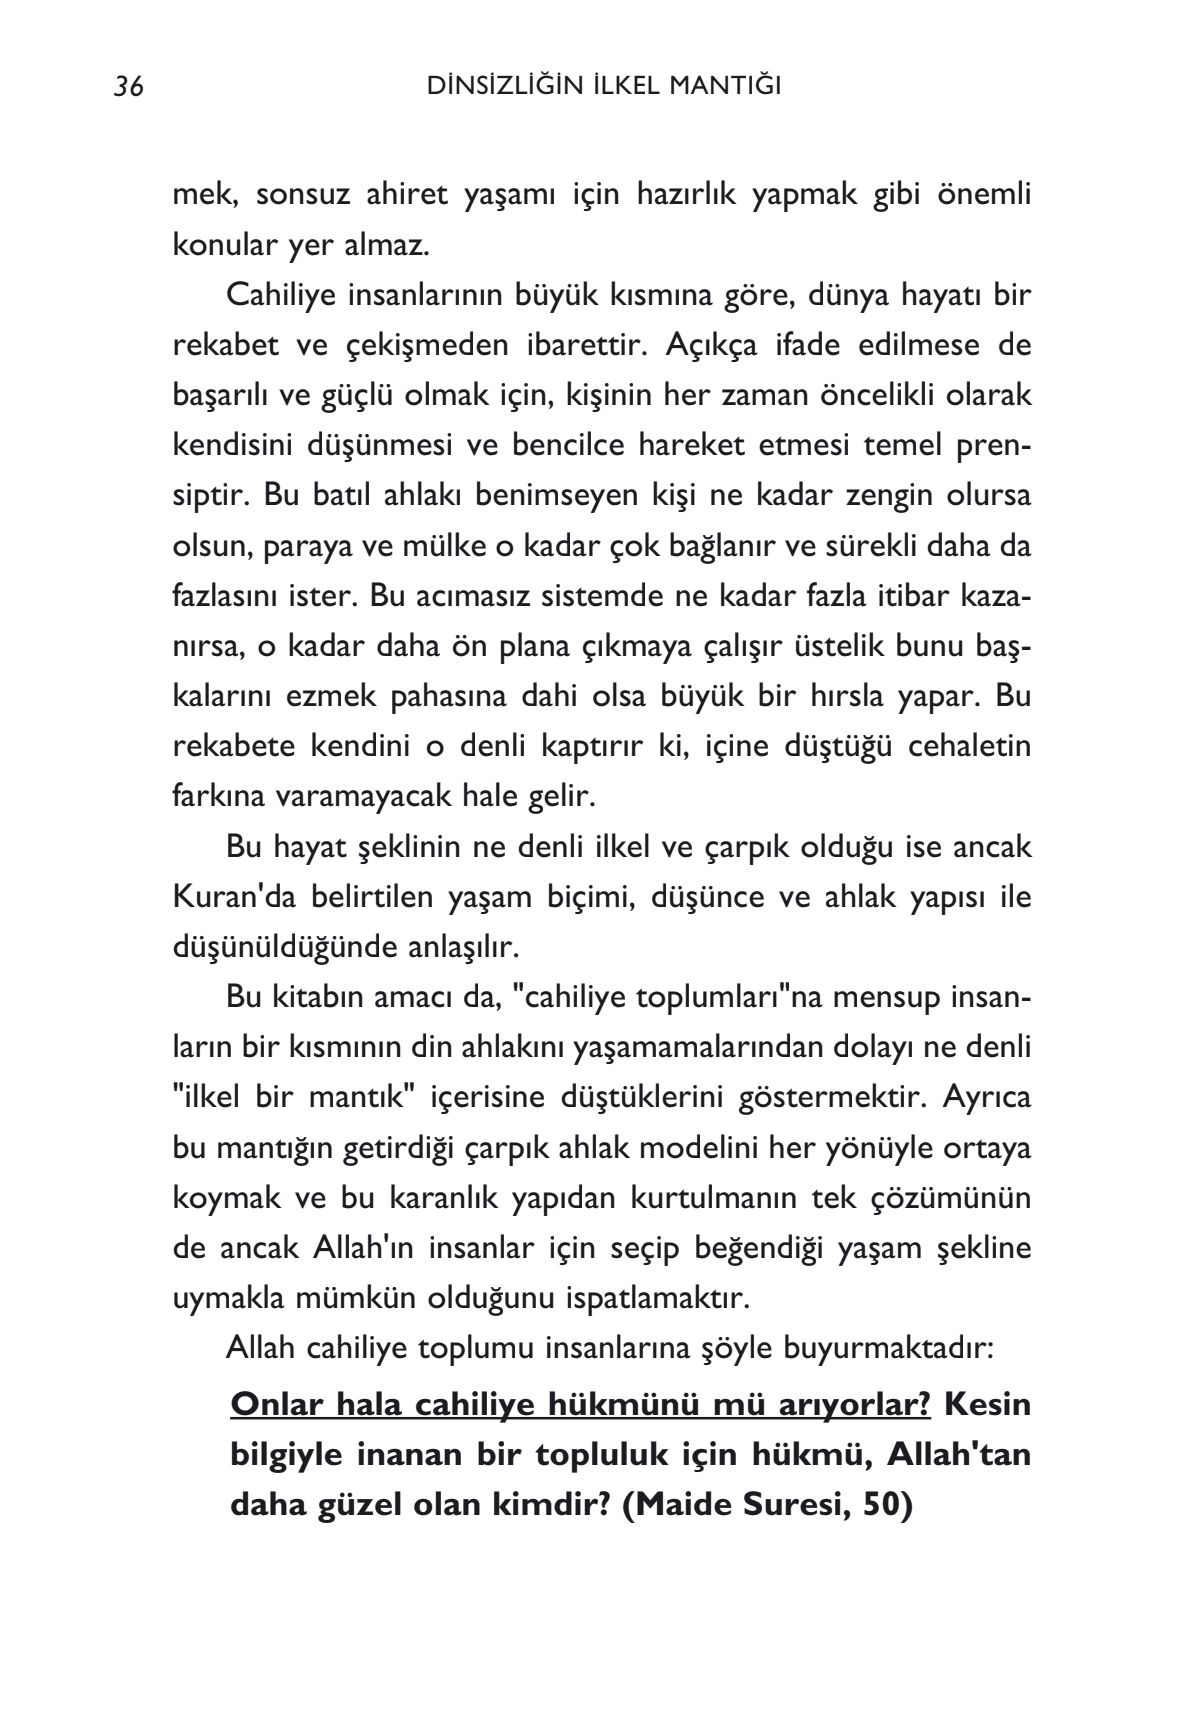 36
DİNSİZLİĞİN İLKEL MANTIĞI
mek, sonsuz ahiret yaşamı için hazırlık yapmak gibi önemli
konular yer almaz.
Cahiliye insanlarının büyük kısmına göre, dünya hayatı bir
rekabet ve çekişmeden ibarettir. Açıkça ifade edilmese de
başarılı ve güçlü olmak için, kişinin her zaman öncelikli olarak
kendisini düşünmesi ve bencilce hareket etmesi temel pren-
siptir. Bu batıl ahlakı benimseyen kişi ne kadar zengin olursa
olsun, paraya ve mülke o kadar çok bağlanır ve sürekli daha da
fazlasını ister. Bu acımasız sistemde ne kadar fazla itibar kaza-
nırsa, o kadar daha ön plana çıkmaya çalışır üstelik bunu baş-
kalarını ezmek pahasına dahi olsa büyük bir hırsla yapar. Bu
rekabete kendini o denli kaptırır ki, içine düştüğü cehaletin
farkına varamayacak hale gelir.
Bu hayat şeklinin ne denli ilkel ve çarpık olduğu ise ancak
Kuran'da belirtilen yaşam biçimi, düşünce ve ahlak yapısı ile
düşünüldüğünde anlaşılır.
Bu kitabın amacı da, "cahiliye toplumları"na mensup insan-
ların bir kısmının din ahlakını yaşamamalarından dolayı ne denli
"ilkel bir mantık" içerisine düştüklerini göstermektir. Ayrıca
bu mantığın getirdiği çarpık ahlak modelini her yönüyle ortaya
koymak ve bu karanlık yapıdan kurtulmanın tek çözümünün
de ancak Allah'ın insanlar için seçip beğendiği yaşam şekline
uymakla mümkün olduğunu ispatlamaktır.
Allah cahiliye toplumu insanlarına şöyle buyurmaktadır:
Onlar hala cahiliye hükmünü mü arıyorlar? Kesin
bilgiyle inanan bir topluluk için hükmü, Allah'tan
daha güzel olan kimdir? (Maide Suresi, 50)